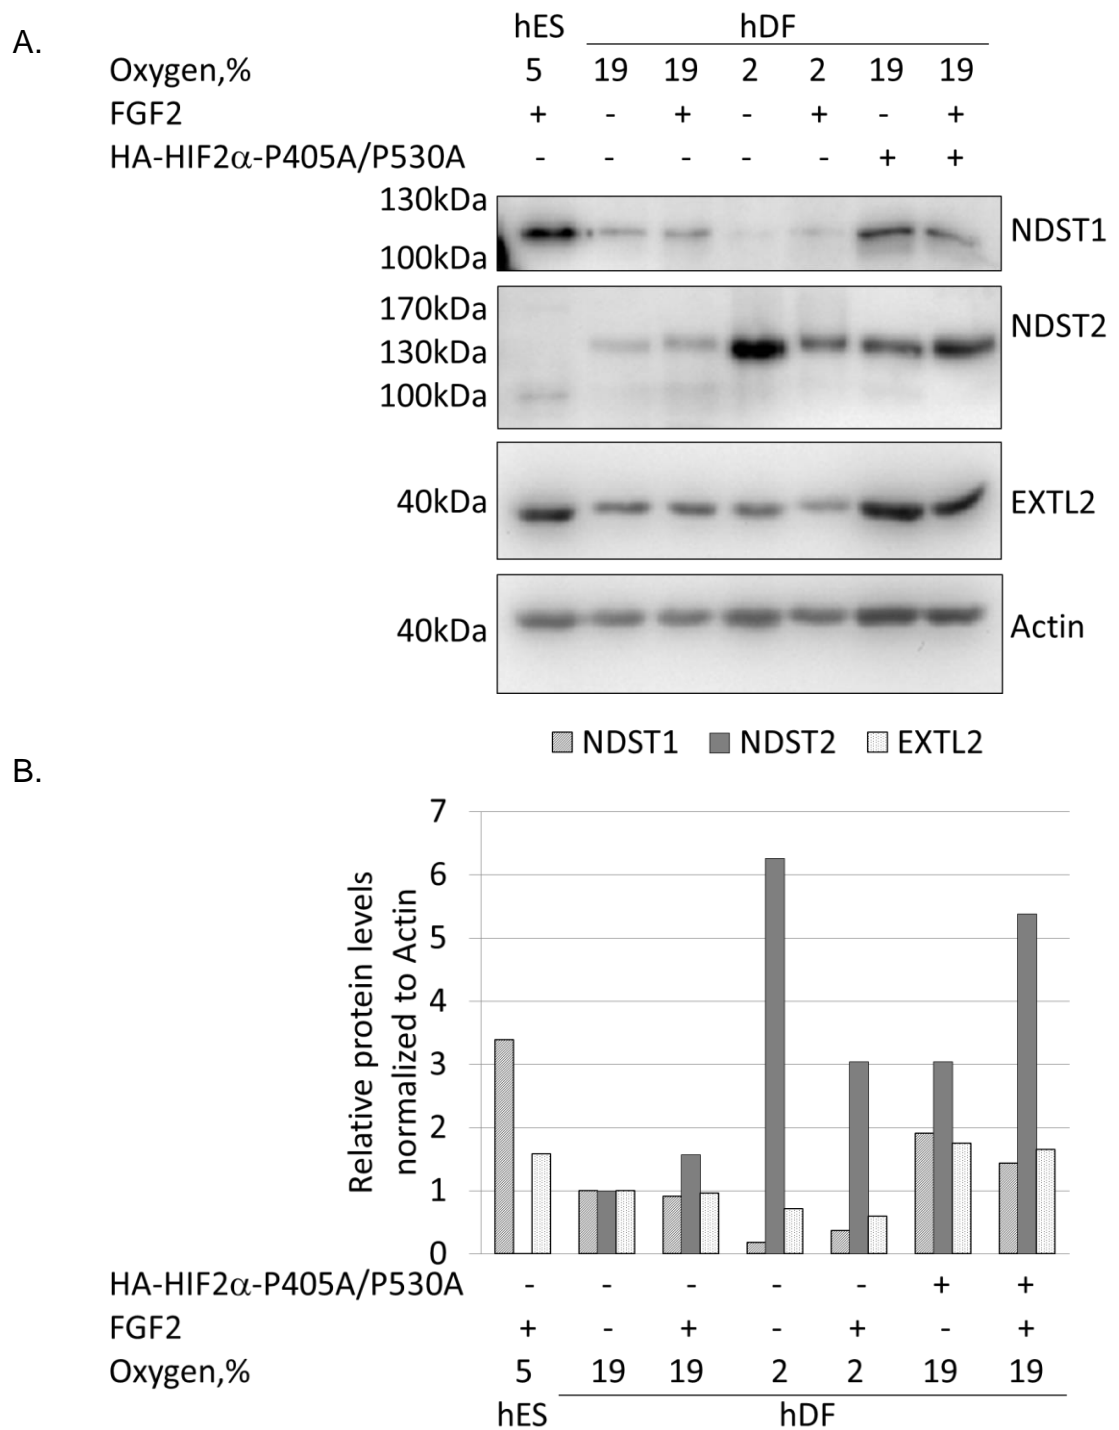 A.
hES hDF
Oxygen,% 5 19 19 2 2 19 19
FGF2 + - + - + - +
HA-HIF2α-P405A/P530A - - - - - + +
130kDa
NDST1
100kDa
170kDa
NDST2
130kDa
100kDa
40kDa EXTL2
40kDa Actin
NDST1 NDST2 EXTL2
B.
Relative protein levels
normalized to Actin
7
6
5
4
3
2
1
0
HA-HIF2α-P405A/P530A - - - - - + +
FGF2 + - + - + - +
Oxygen,% 5 19 19 2 2 19 19
hES hDF